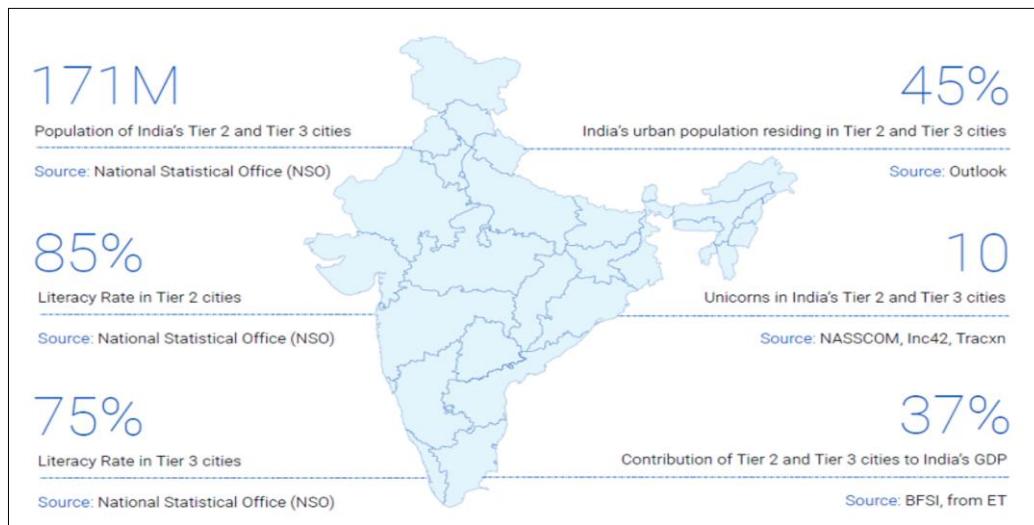 171M
Population of India's Tier 2 and Tier 3 cities
Source: National Statistical Office (NSO)
85%
Literacy Rate in Tier 2 cities
Source: National Statistical Office (NSO)
75%
Literacy Rate in Tier 3 cities
Source: National Statistical Office (NSO)
45%
India's urban population residing in Tier 2 and Tier 3 cities
Source: Outlook
10
Unicorns in India's Tier 2 and Tier 3 cities
Source: NASSCOM, Inc42, Tracxn
37%
Contribution of Tier 2 and Tier 3 cities to India's GDP
Source: BFSI, from ET